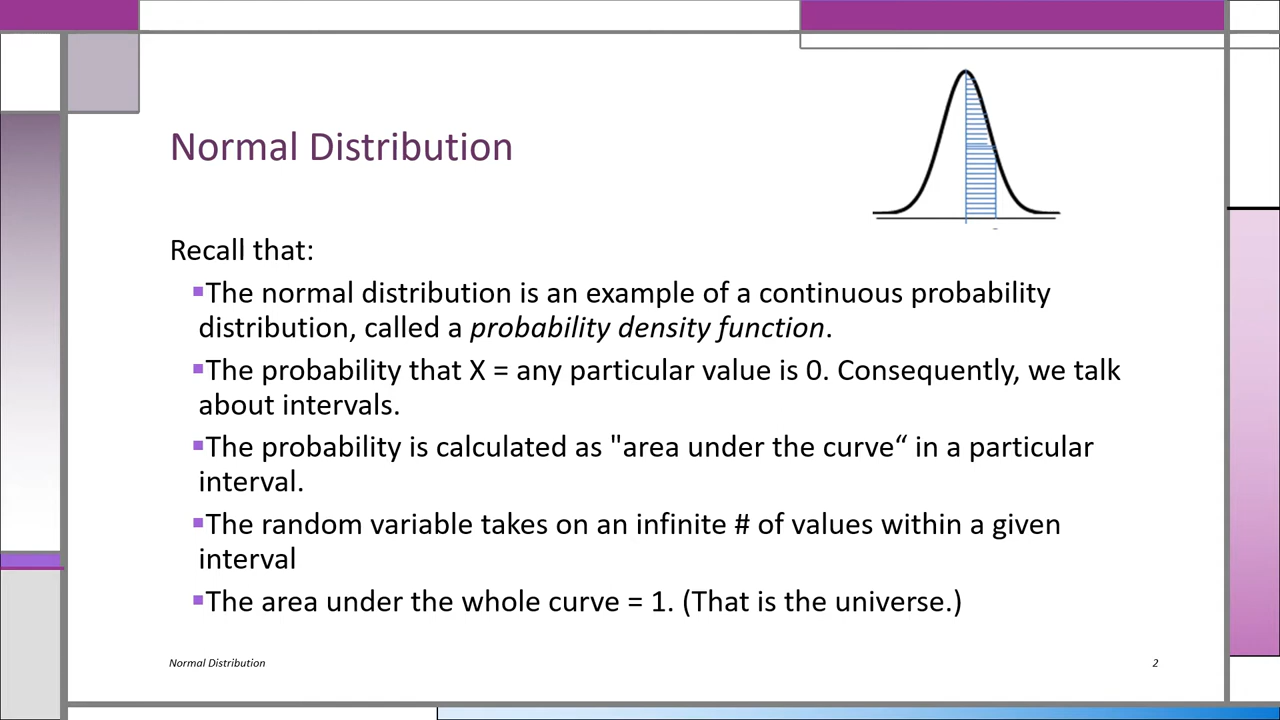 Normal Distribution
Recall that:
▪The normal distribution is an example of a continuous probability
distribution, called a probability density function.
▪The probability that X = any particular value is 0. Consequently, we talk
about intervals.
▪The probability is calculated as "area under the curve“ in a particular
interval.
▪The random variable takes on an infinite # of values within a given
interval
▪The area under the whole curve = 1. (That is the universe.)
Normal Distribution
2